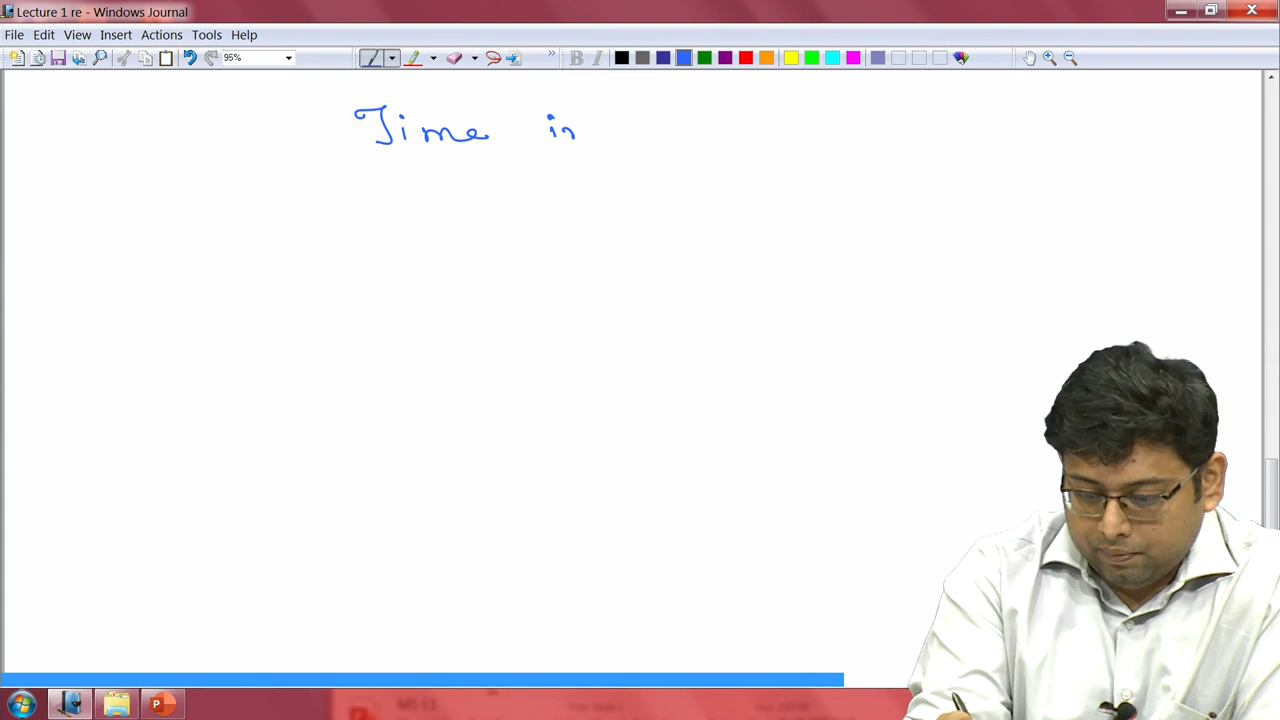 Lecture 1 re - Windows Journal
File Edit View Insert Actions Tools Help
95%
Time in